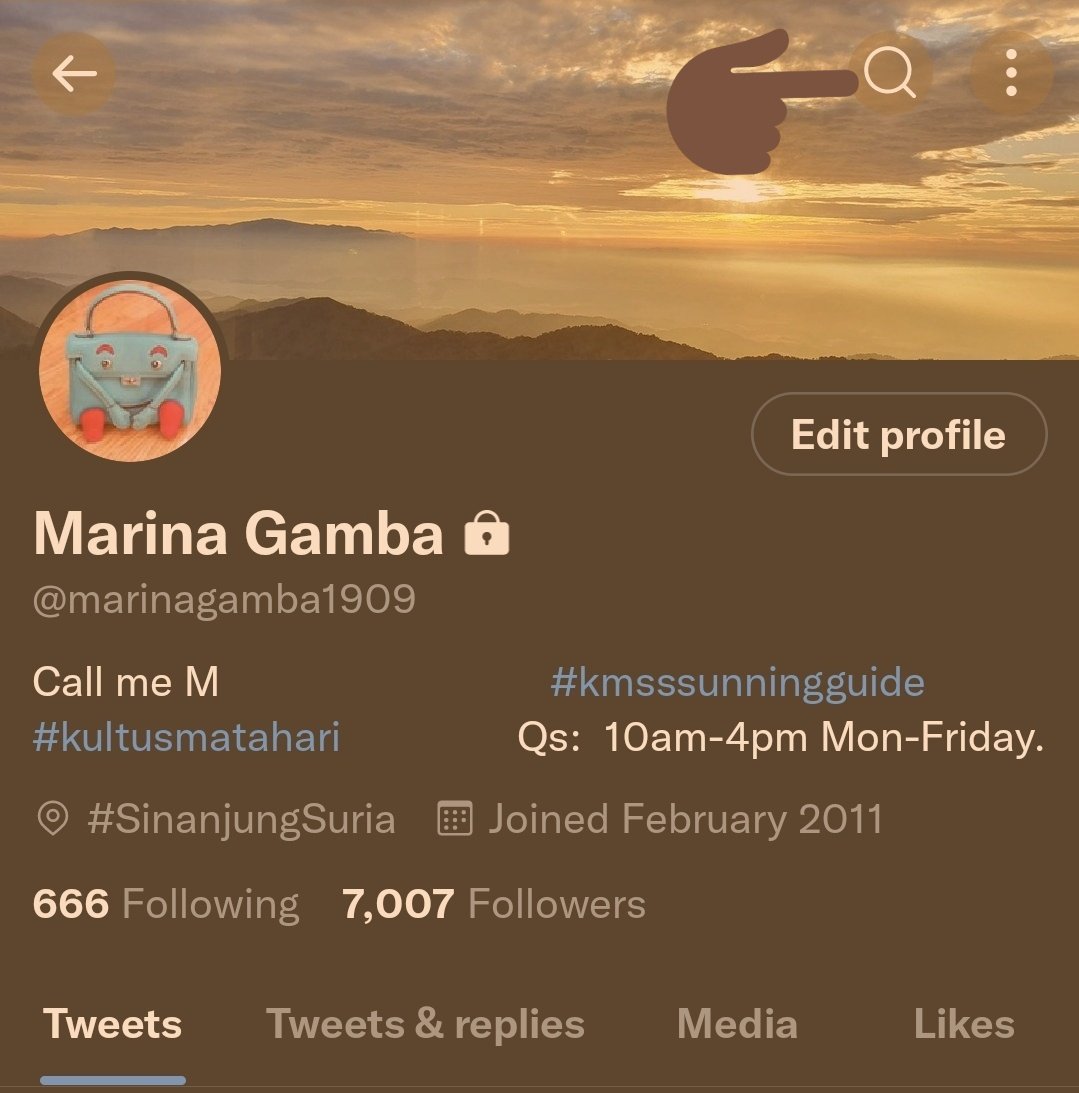 Edit profile
Marina Gamba
@marinagamba1909
Call me M #kmsssunningguide
#kultusmatahari Qs: 10am-4pm Mon-Friday.
#SinanjungSuria Joined February 2011
666 Following 7,007 Followers
Tweets Tweets & replies Media Likes